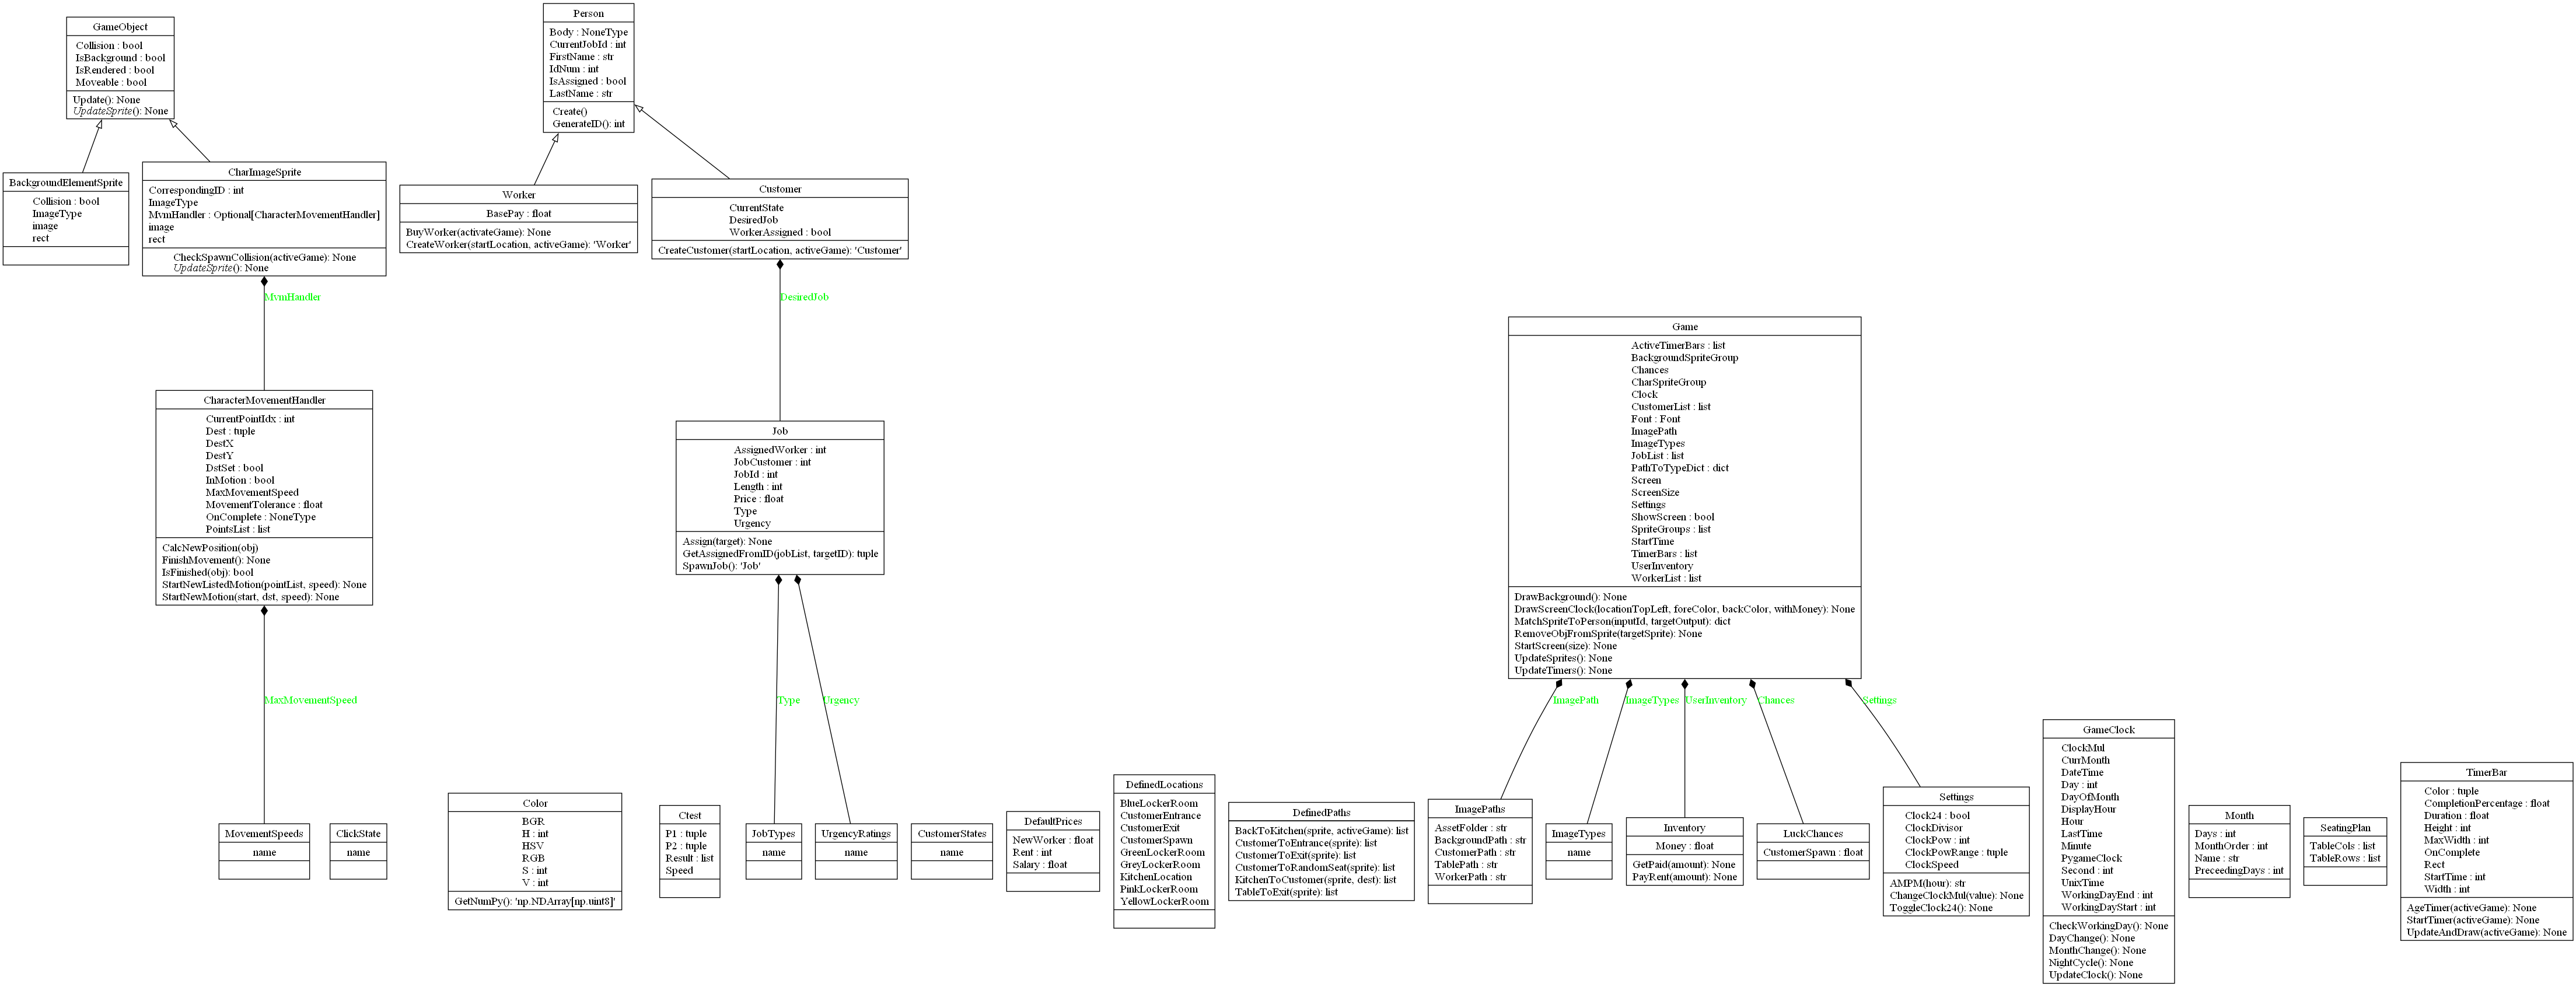 GameObject
Collision : bool
IsBackground : bool
IsRendered : bool
Moveable : bool
Update(): None
UpdateSprite(): None
Person
Body : NoneType
CurrentJobId : int
FirstName : str
IdNum : int
IsAssigned : bool
LastName : str
Create()
GenerateID(): int
BackgroundElementSprite
Collision : bool
ImageType
image
rect
CharImageSprite
CorrespondingID : int
ImageType
MvmHandler : Optional[CharacterMovementHandler]
image
rect
CheckSpawnCollision(activeGame): None
UpdateSprite(): None
Worker
BasePay : float
BuyWorker(activateGame): None
CreateWorker(startLocation, activeGame): 'Worker'
Customer
CurrentState
DesiredJob
WorkerAssigned : bool
CreateCustomer(startLocation, activeGame): 'Customer'
MvmHandler
DesiredJob
CharacterMovementHandler
CurrentPointIdx : int
Dest : tuple
DestX
DestY
DstSet : bool
InMotion : bool
MaxMovementSpeed
MovementTolerance : float
OnComplete : NoneType
PointsList : list
CalcNewPosition(obj)
FinishMovement(): None
IsFinished(obj): bool
StartNewListedMotion(pointList, speed): None
StartNewMotion(start, dst, speed): None
Job
AssignedWorker : int
JobCustomer : int
JobId : int
Length : int
Price : float
Type
Urgency
Assign(target): None
GetAssignedFromID(jobList, targetID): tuple
SpawnJob(): 'Job'
Game
ActiveTimerBars : list
BackgroundSpriteGroup
Chances
CharSpriteGroup
Clock
CustomerList : list
Font : Font
ImagePath
ImageTypes
JobList : list
PathToTypeDict : dict
Screen
ScreenSize
Settings
ShowScreen : bool
SpriteGroups : list
StartTime
TimerBars : list
UserInventory
WorkerList : list
DrawBackground(): None
DrawScreenClock(locationTopLeft, foreColor, backColor, withMoney): None
MatchSpriteToPerson(inputId, targetOutput): dict
RemoveObjFromSprite(targetSprite): None
StartScreen(size): None
UpdateSprites(): None
UpdateTimers(): None
MaxMovementSpeed
Type
Urgency
ImagePath
ImageTypes
UserInventory
Chances
Settings
MovementSpeeds
name
ClickState
name
Color
BGR
H : int
HSV
RGB
S : int
V : int
GetNumPy(): 'np.NDArray[np.uint8]'
Ctest
P1 : tuple
P2 : tuple
Result : list
Speed
JobTypes
name
UrgencyRatings
name
CustomerStates
name
DefaultPrices
NewWorker : float
Rent : int
Salary : float
DefinedLocations
BlueLockerRoom
CustomerEntrance
CustomerExit
CustomerSpawn
GreenLockerRoom
GreyLockerRoom
KitchenLocation
PinkLockerRoom
YellowLockerRoom
DefinedPaths
BackToKitchen(sprite, activeGame): list
CustomerToEntrance(sprite): list
CustomerToExit(sprite): list
CustomerToRandomSeat(sprite): list
KitchenToCustomer(sprite, dest): list
TableToExit(sprite): list
ImagePaths
AssetFolder : str
BackgroundPath : str
CustomerPath : str
TablePath : str
WorkerPath : str
ImageTypes
name
Inventory
Money : float
GetPaid(amount): None
PayRent(amount): None
LuckChances
CustomerSpawn : float
Settings
Clock24 : bool
ClockDivisor
ClockPow : int
ClockPowRange : tuple
ClockSpeed
AMPM(hour): str
ChangeClockMul(value): None
ToggleClock24(): None
GameClock
ClockMul
CurrMonth
DateTime
Day : int
DayOfMonth
DisplayHour
Hour
LastTime
Minute
PygameClock
Second : int
UnixTime
WorkingDayEnd : int
WorkingDayStart : int
CheckWorkingDay(): None
DayChange(): None
MonthChange(): None
NightCycle(): None
UpdateClock(): None
Month
Days : int
MonthOrder : int
Name : str
PreceedingDays : int
SeatingPlan
TableCols : list
TableRows : list
TimerBar
Color : tuple
CompletionPercentage : float
Duration : float
Height : int
MaxWidth : int
OnComplete
Rect
StartTime : int
Width : int
AgeTimer(activeGame): None
StartTimer(activeGame): None
UpdateAndDraw(activeGame): None